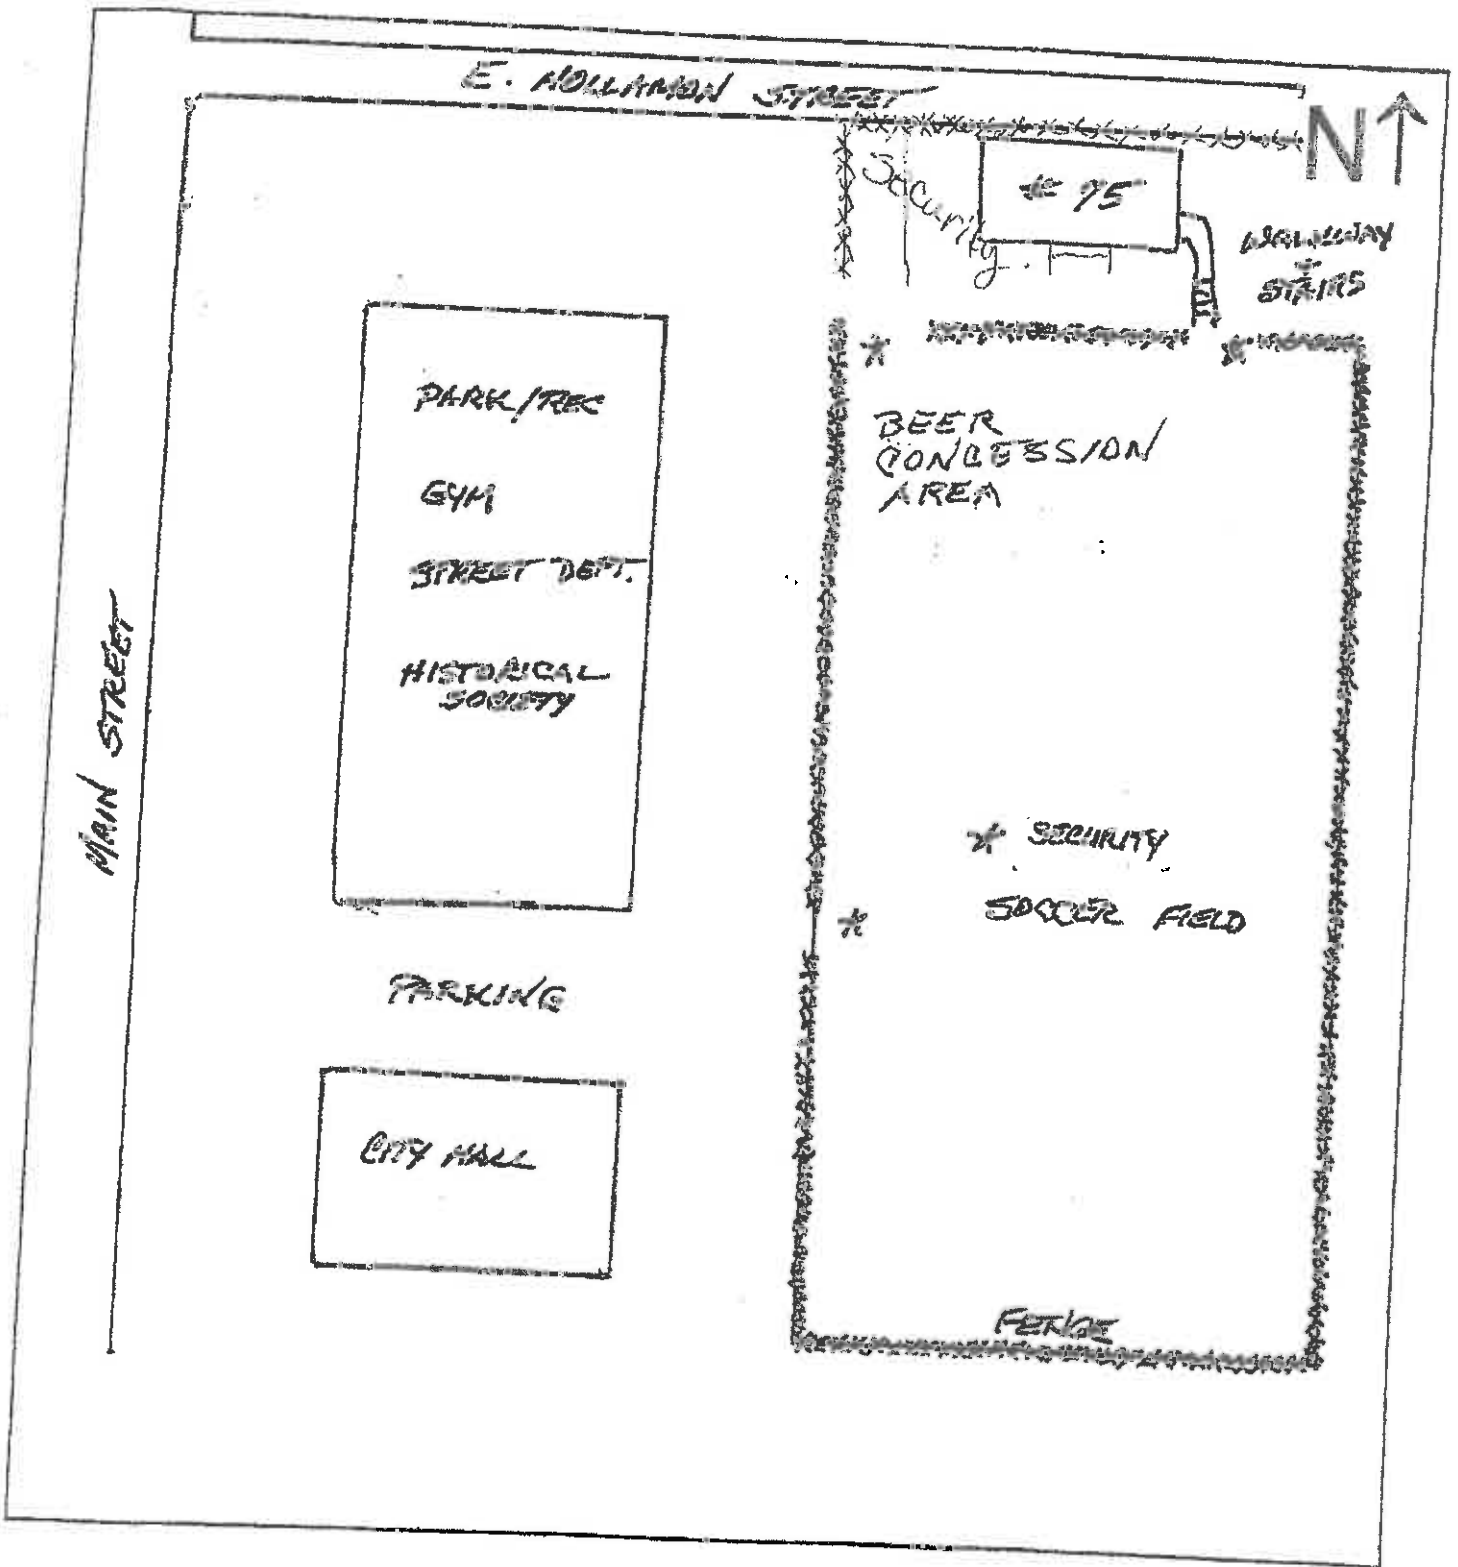 E. HOLLAMON STREET
N
Security
# 75
WALKWAY
+
STAIRS
PARK/REC
BEER
CONCESSION
AREA
GYM
STREET DEPT.
HISTORICAL
SOCIETY
MAIN STREET
* SECURITY
SOCCER FIELD
PARKING
CITY HALL
FENCE